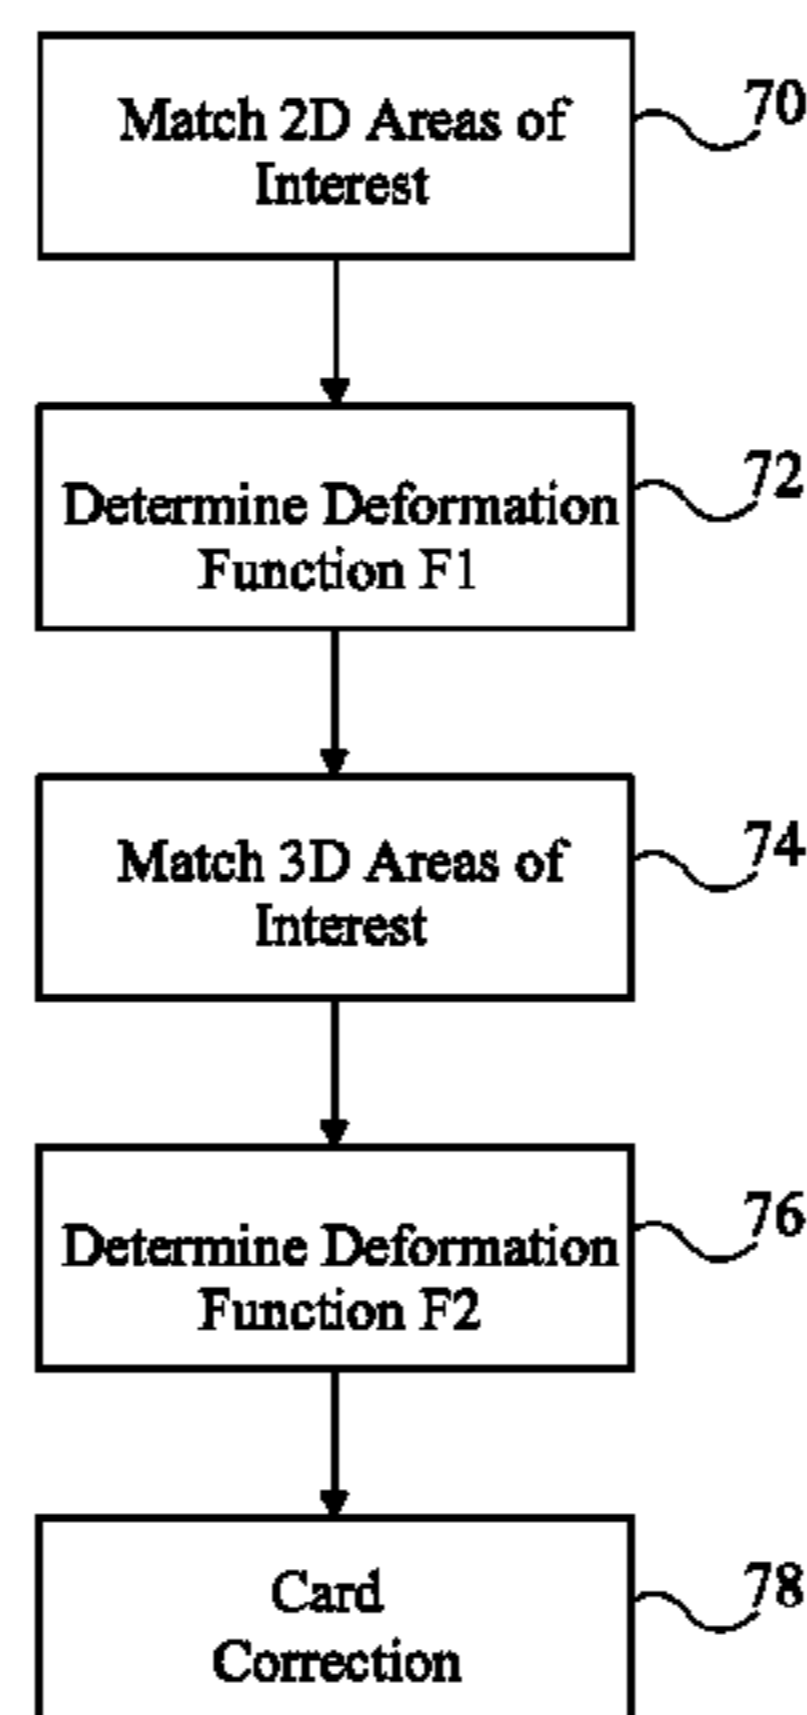 Match 2D Areas of
Interest
70
Determine Deformation
Function F1
72
Match 3D Areas of
Interest
74
Determine Deformation
Function F2
76
Card
Correction
78